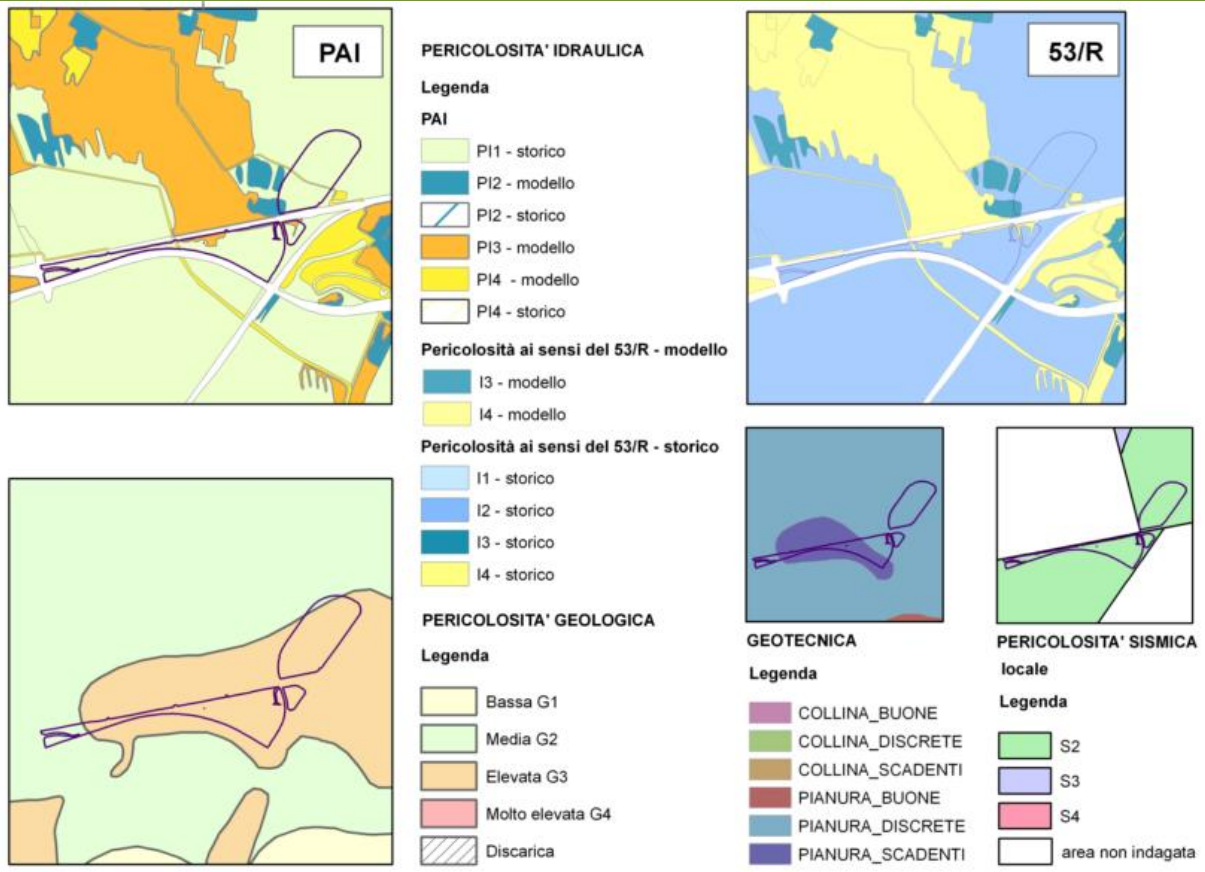 PAI
PERICOLOSITA' IDRAULICA
Legenda
PAI
PI1 - storico
PI2 - modello
PI2 - storico
PI3 - modello
PI4 - modello
PI4 - storico
Pericolosità ai sensi del 53/R - modello
I3 - modello
I4 - modello
Pericolosità ai sensi del 53/R - storico
I1 - storico
I2 - storico
I3 - storico
I4 - storico
53/R
PERICOLOSITA' GEOLOGICA
Legenda
Bassa G1
Media G2
Elevata G3
Molto elevata G4
Discarica
GEOTECNICA
Legenda
COLLINA_BUONE
COLLINA_DISCRETE
COLLINA_SCADENTI
PIANURA_BUONE
PIANURA_DISCRETE
PIANURA_SCADENTI
PERICOLOSITA' SISMICA
locale
Legenda
S2
S3
S4
area non indagata